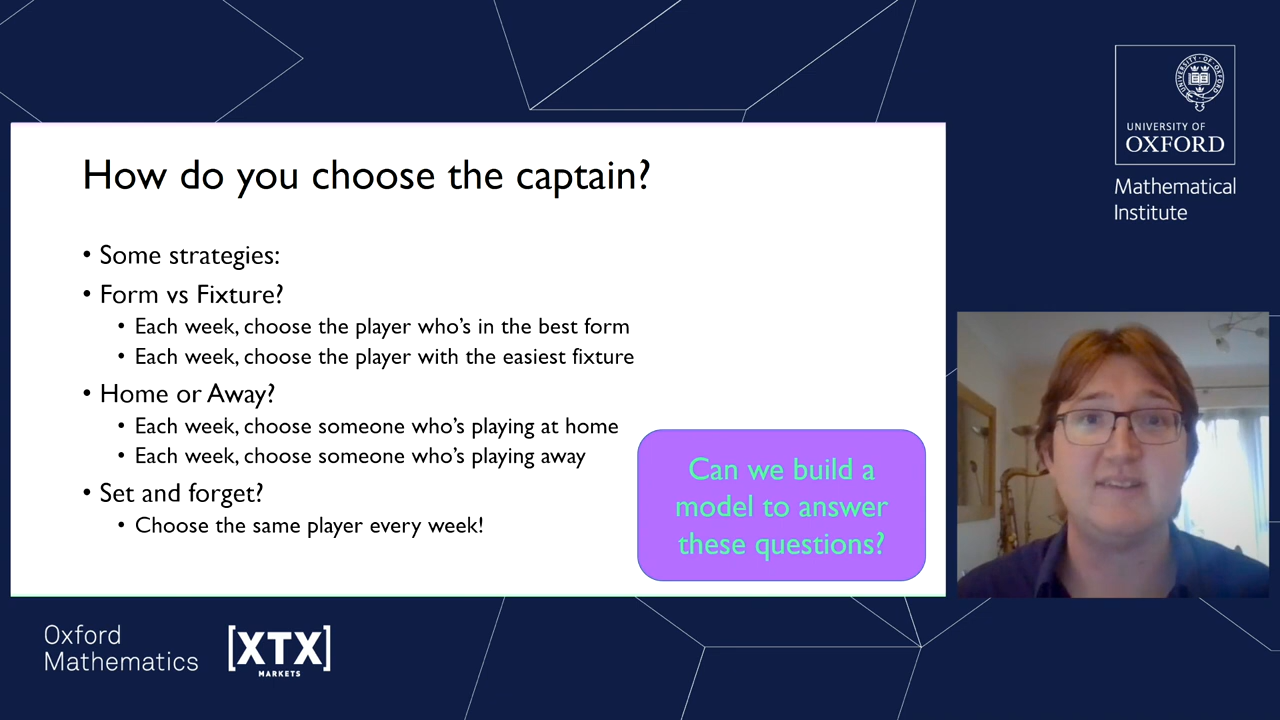 How do you choose the captain?
• Some strategies:
• Form vs Fixture?
• Each week, choose the player who's in the best form
• Each week, choose the player with the easiest fixture
• Home or Away?
• Each week, choose someone who's playing at home
• Each week, choose someone who's playing away
• Set and forget?
• Choose the same player every week!
Can we build a
model to answer
these questions?
UNIVERSITY OF
OXFORD
Mathematical
Institute
Oxford
Mathematics
[XTX]
MARKETS